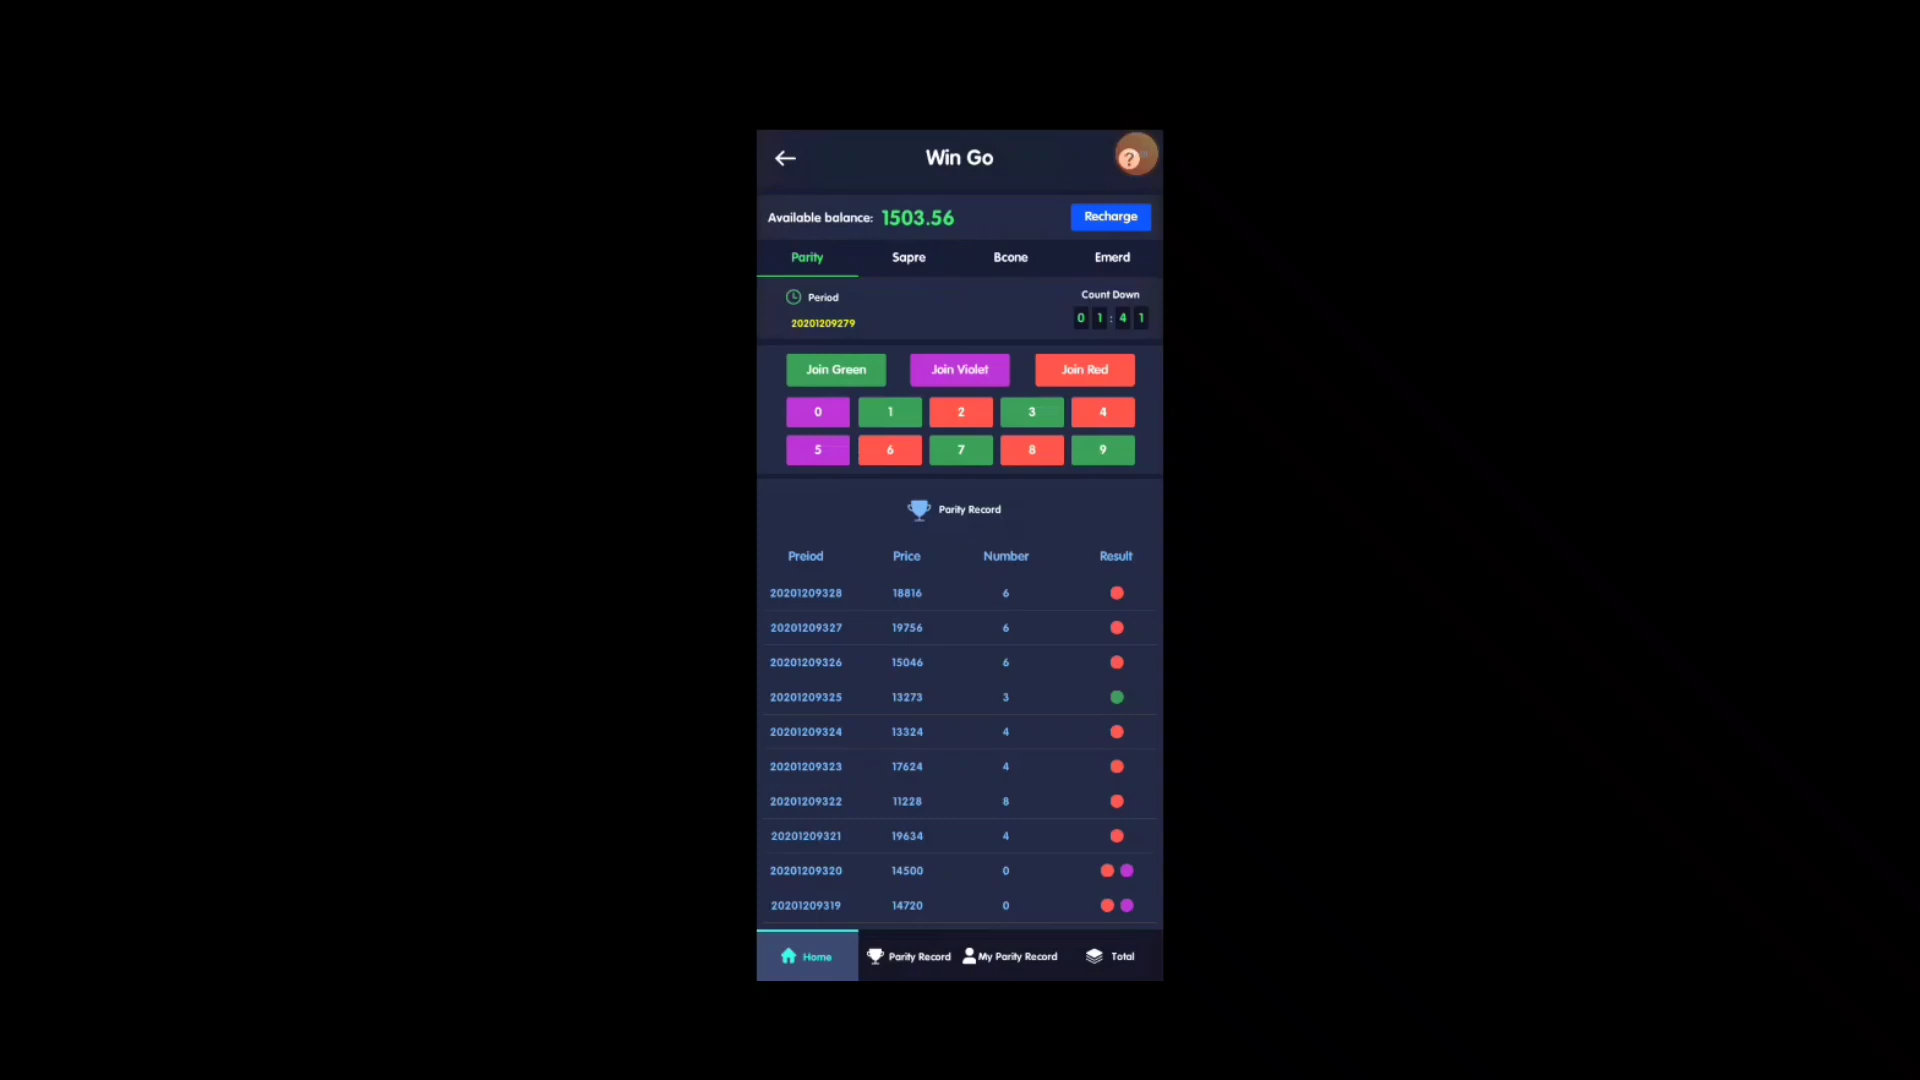 Win Go
?
Available balance: 1503.56 Recharge
Parity Sapre Bcone Emerd
Period Count Down
20201209279 0 1 : 4 1
Join Green Join Violet Join Red
0 1 2 3 4
5 6 7 8 9
Parity Record
Preiod Price Number Result
20201209328 18816 6
20201209327 19756 6
20201209326 15046 6
20201209325 13273 3
20201209324 13324 4
20201209323 17624 4
20201209322 11228 8
20201209321 19634 4
20201209320 14500 0
20201209319 14720 0
Home Parity Record My Parity Record Total